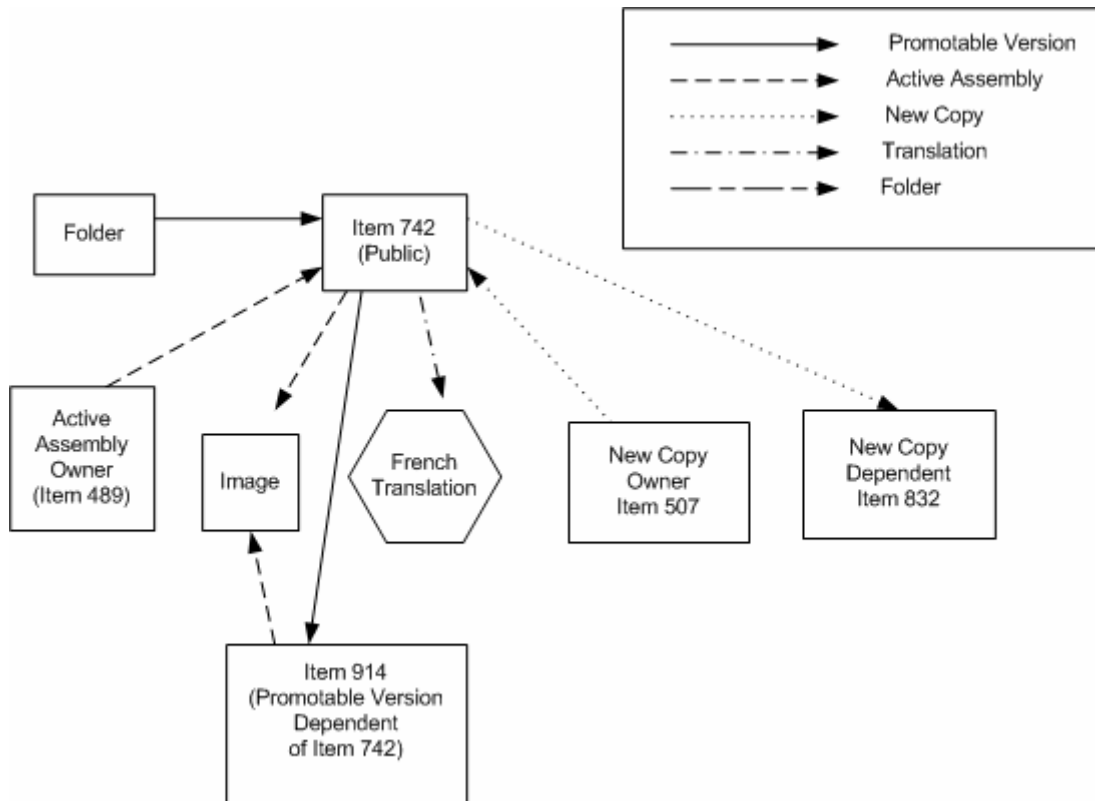 Promotable Version
Active Assembly
New Copy
Translation
Folder
Folder
Item 742
(Public)
Active
Assembly
Owner
(Item 489)
Image
French
Translation
New Copy
Owner
Item 507
New Copy
Dependent
Item 832
Item 914
(Promotable Version
Dependent
of Item 742)